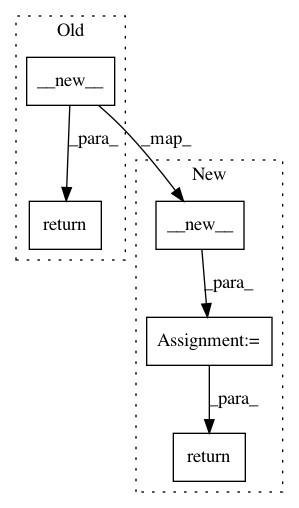 Old
__new__
_para_
_map_
return
New
__new__
_para_
Assignment:=
_para_
return